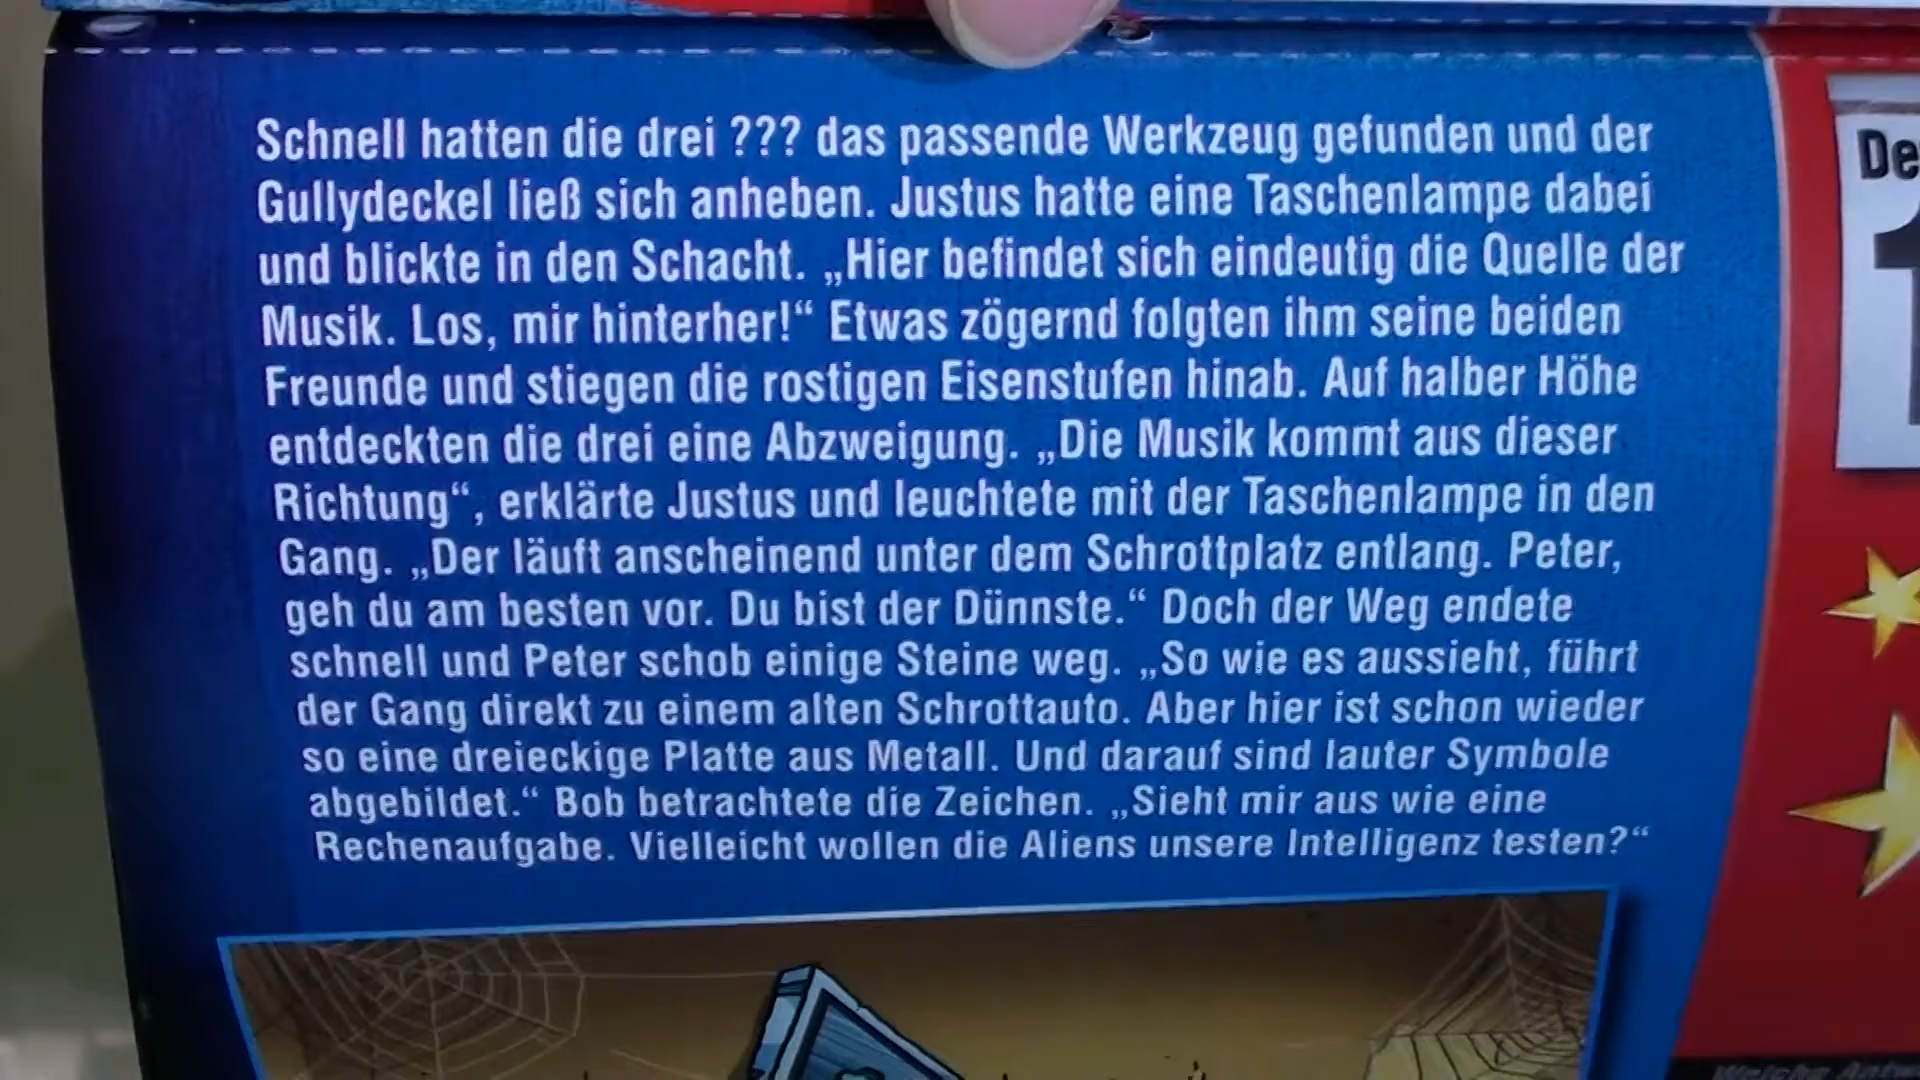 Schnell hatten die drei ??? das passende Werkzeug gefunden und der
Gullydeckel ließ sich anheben. Justus hatte eine Taschenlampe dabei
und blickte in den Schacht. „Hier befindet sich eindeutig die Quelle der
Musik. Los, mir hinterher!“ Etwas zögernd folgten ihm seine beiden
Freunde und stiegen die rostigen Eisenstufen hinab. Auf halber Höhe
entdeckten die drei eine Abzweigung. „Die Musik kommt aus dieser
Richtung“, erklärte Justus und leuchtete mit der Taschenlampe in den
Gang. „Der läuft anscheinend unter dem Schrottplatz entlang. Peter,
geh du am besten vor. Du bist der Dünnste.“ Doch der Weg endete
schnell und Peter schob einige Steine weg. „So wie es aussieht, führt
der Gang direkt zu einem alten Schrottauto. Aber hier ist schon wieder
so eine dreieckige Platte aus Metall. Und darauf sind lauter Symbole
abgebildet.“ Bob betrachtete die Zeichen. „Sieht mir aus wie eine
Rechenaufgabe. Vielleicht wollen die Aliens unsere Intelligenz testen?“
De